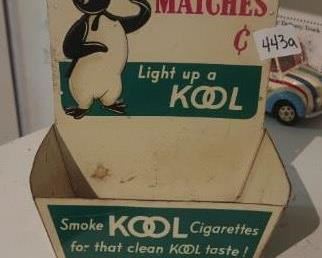 MATCHES
¢
443a
Light up a
KOOL
Smoke KOOL Cigarettes
for that clean KOOL taste!